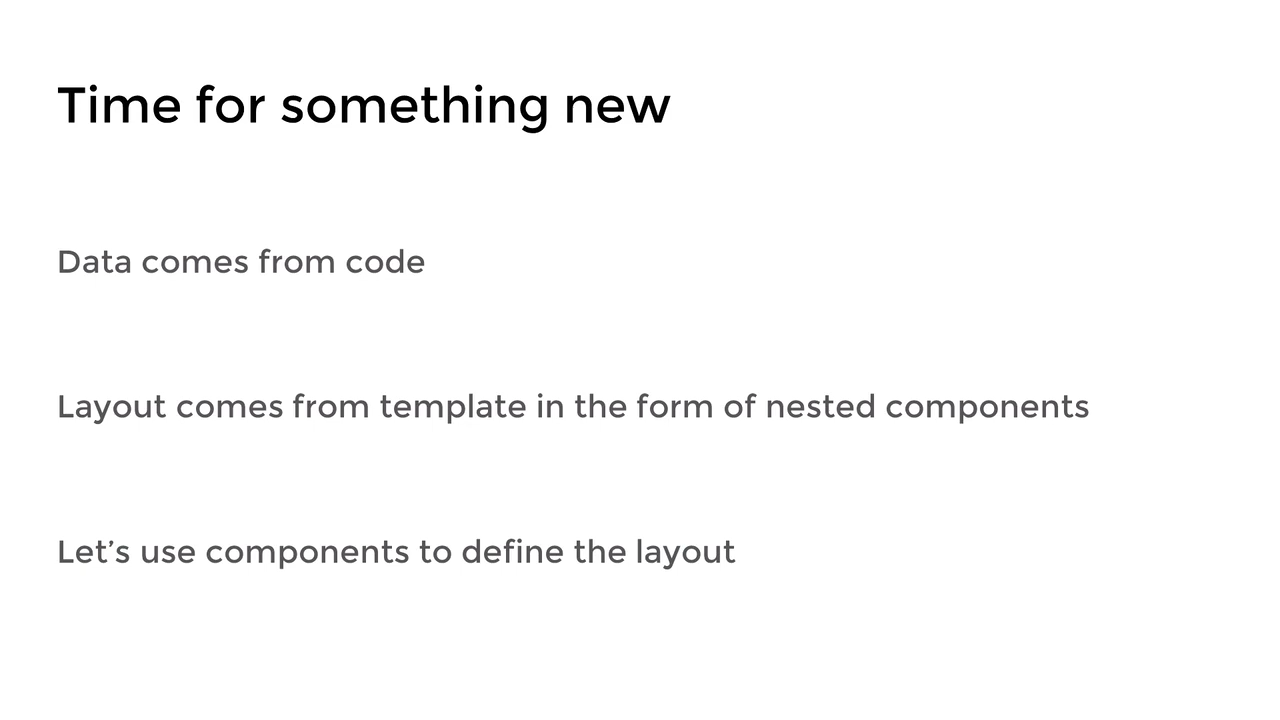 Time for something new
Data comes from code
Layout comes from template in the form of nested components
Let’s use components to define the layout